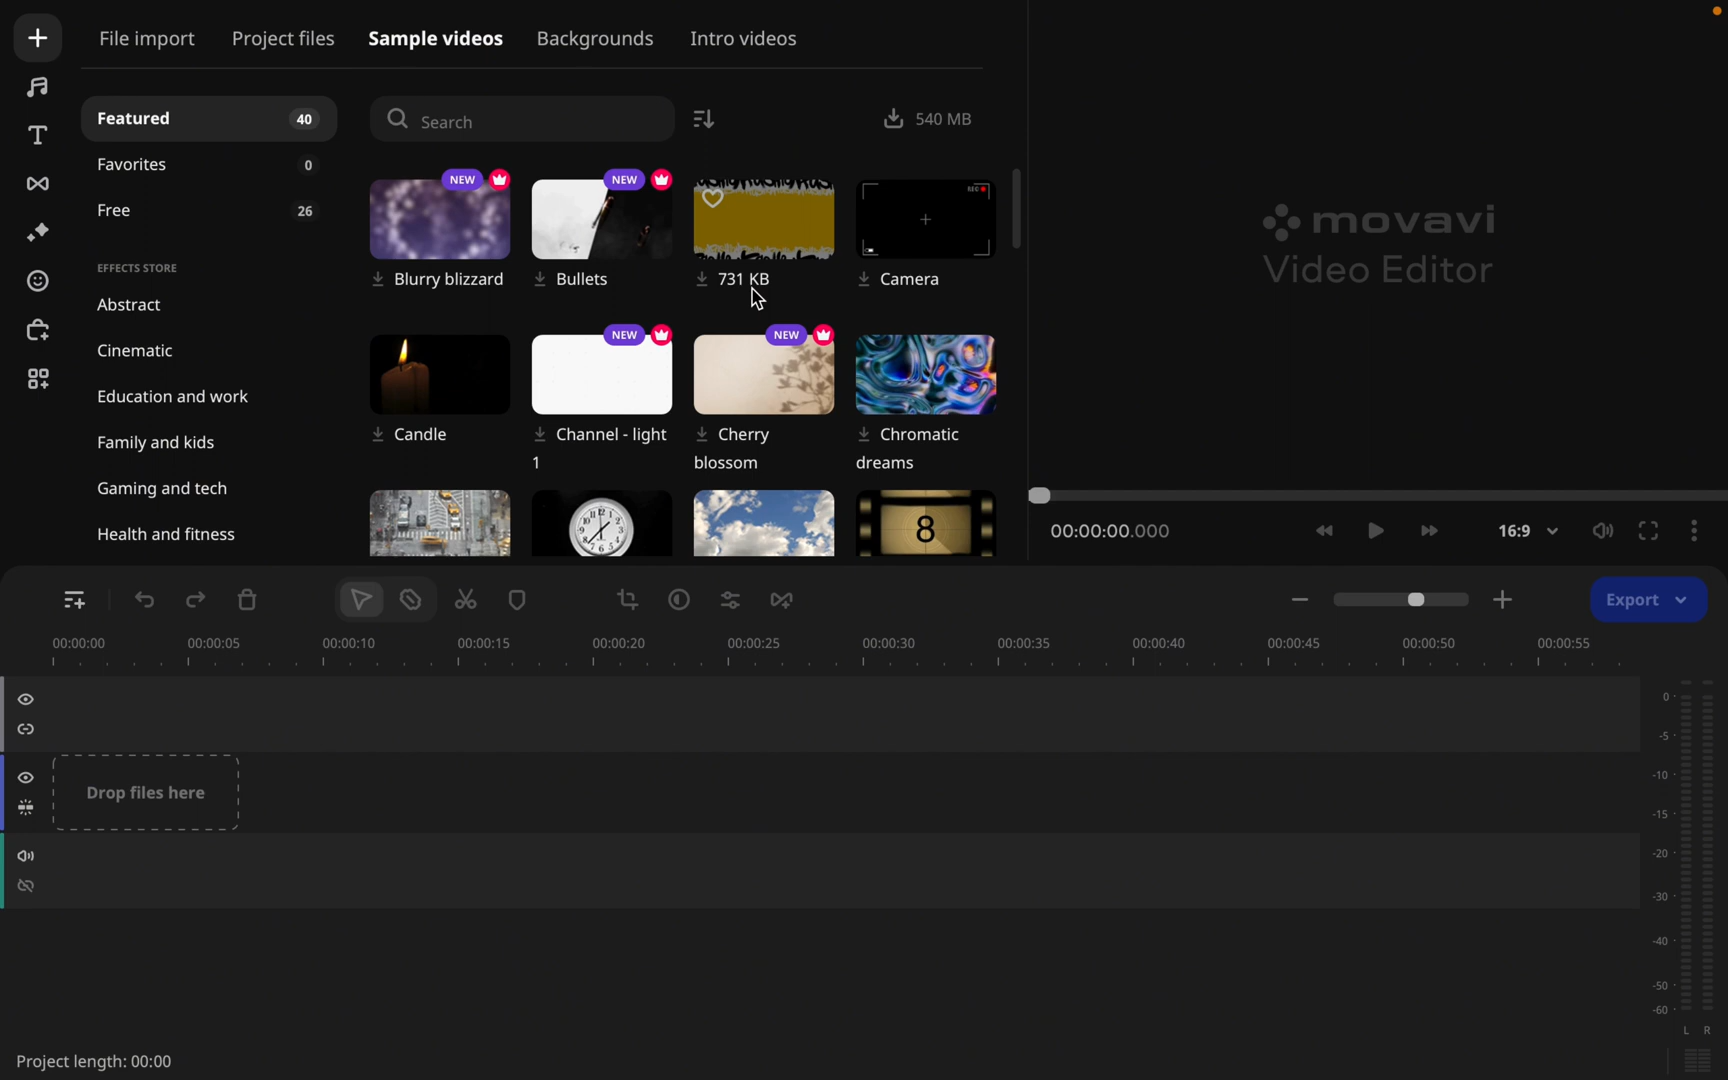 File import
Project files
Sample videos
Backgrounds
Intro videos
Featured
40
Favorites
0
Free
26
EFFECTS STORE
Abstract
Cinematic
Education and work
Family and kids
Gaming and tech
Health and fitness
Search
540 MB
NEW
Blurry blizzard
NEW
Bullets
731 KB
REC
Camera
Candle
NEW
Channel - light
1
NEW
Cherry
blossom
Chromatic
dreams
8
movavi
Video Editor
00:00:00.000
16:9
Export
00:00:00
00:00:05
00:00:10
00:00:15
00:00:20
00:00:25
00:00:30
00:00:35
00:00:40
00:00:45
00:00:50
00:00:55
Drop files here
0
-5
-10
-15
-20
-30
-40
-50
-60
L R
Project length: 00:00